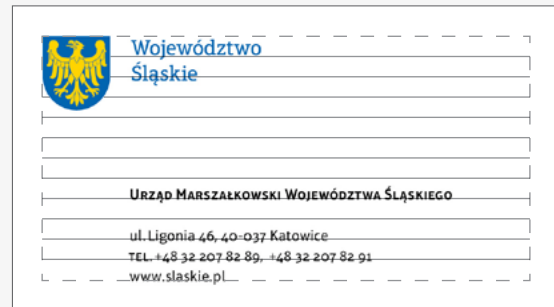 Województwo
Śląskie
Urząd Marszałkowski Województwa Śląskiego
ul. Ligonia 46, 40-037 Katowice
TEL. +48 32 207 82 89, +48 32 207 82 91
www.slaskie.pl